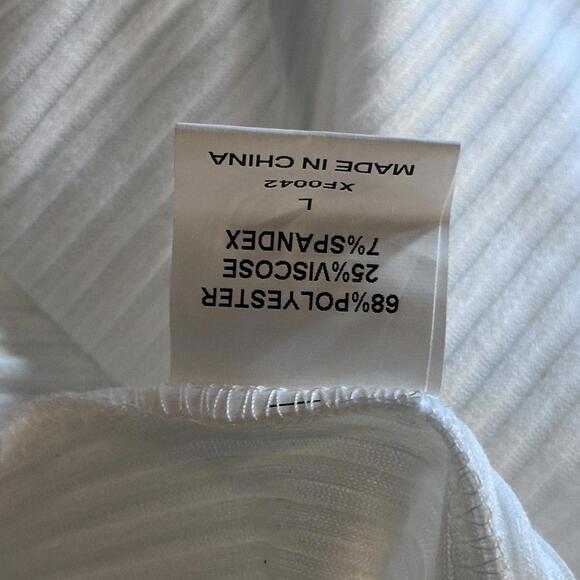 68%POLYESTER
25%VISCOSE
7%SPANDEX
L
XF0042
MADE IN CHINA